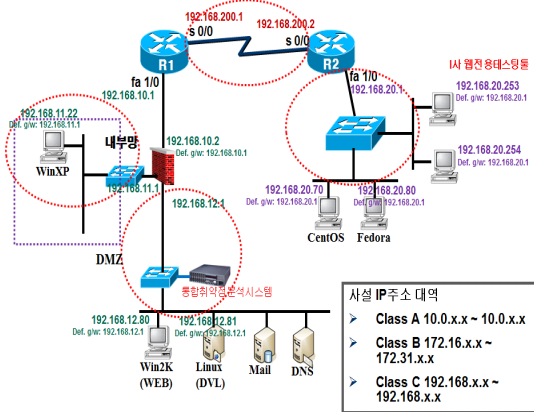 192.168.200.1
192.168.200.2
s 0/0
s 0/0
R1
R2
fa 1/0
fa 1/0
192.168.10.1
192.168.20.1
I사 웹전용테스팅툴
192.168.20.253
Def. g/w: 192.168.20.1
192.168.11.22
Def. g/w: 192.168.11.1
WinXP
내부망
192.168.10.2
Def. g/w: 192.168.10.1
192.168.11.1
192.168.20.254
Def. g/w: 192.168.20.1
192.168.20.70
Def. g/w: 192.168.20.1
192.168.20.80
Def. g/w: 192.168.20.1
CentOS
Fedora
192.168.12.1
DMZ
통합취약점분석시스템
192.168.12.80
Def. g/w: 192.168.12.1
192.168.12.81
Def. g/w: 192.168.12.1
Win2K
(WEB)
Linux
(DVL)
Mail
DNS
사설 IP주소 대역
Class A 10.0.x.x ~ 10.0.x.x
Class B 172.16.x.x ~
172.31.x.x
Class C 192.168.x.x ~
192.168.x.x